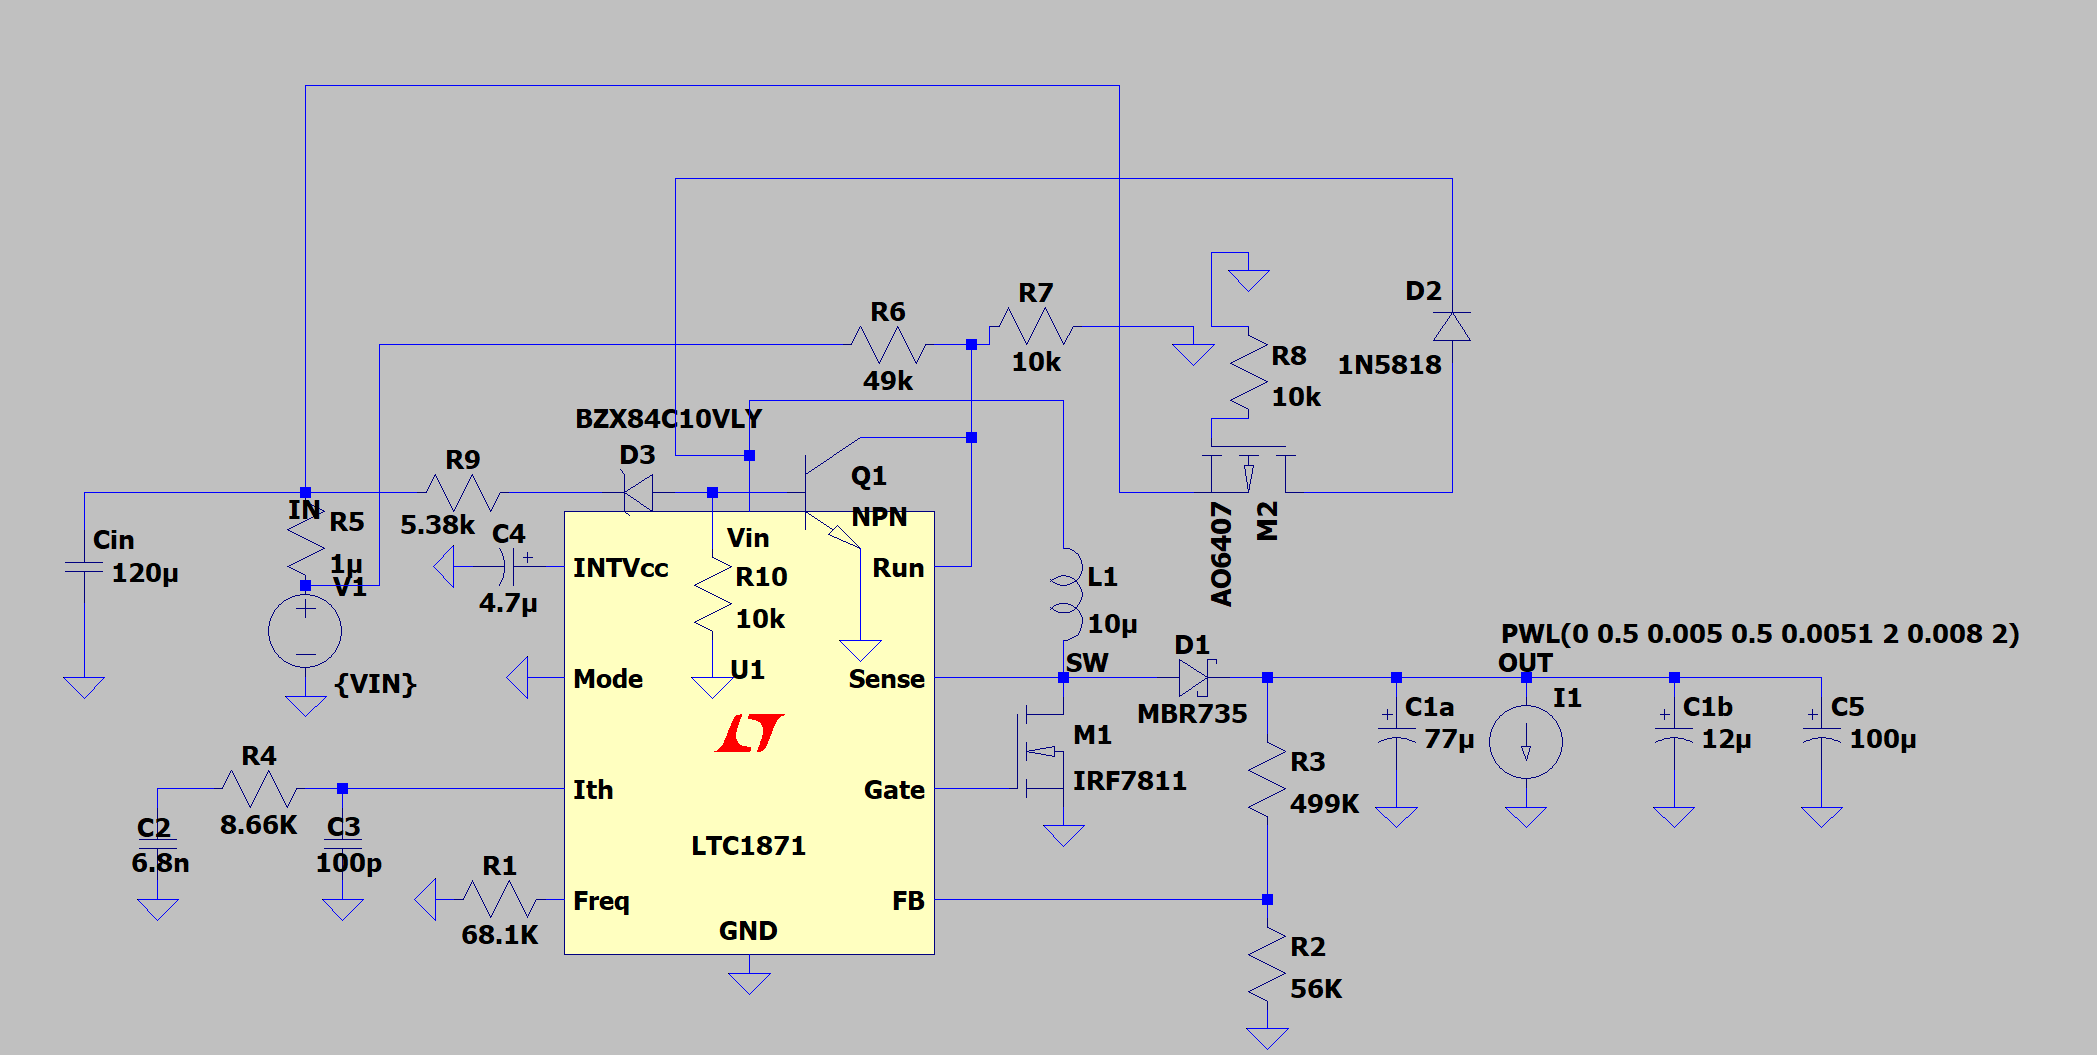 D2
1N5818
R7
10k
R6
49k
R8
10k
BZX84C10VLY
D3
R9
5.38k
Q1
NPN
AO6407
M2
IN
R5
1µ
V1
{VIN}
Cin
120µ
C4
4.7µ
Vin
INTVcc
Run
R10
10k
L1
10µ
U1
Mode
Sense
SW
D1
MBR735
PWL(0 0.5 0.005 0.5 0.0051 2 0.008 2)
OUT
I1
C1a
77µ
C1b
12µ
C5
100µ
M1
IRF7811
R3
499K
R4
8.66K
Ith
Gate
C2
6.8n
C3
100p
LTC1871
R1
68.1K
Freq
FB
GND
R2
56K